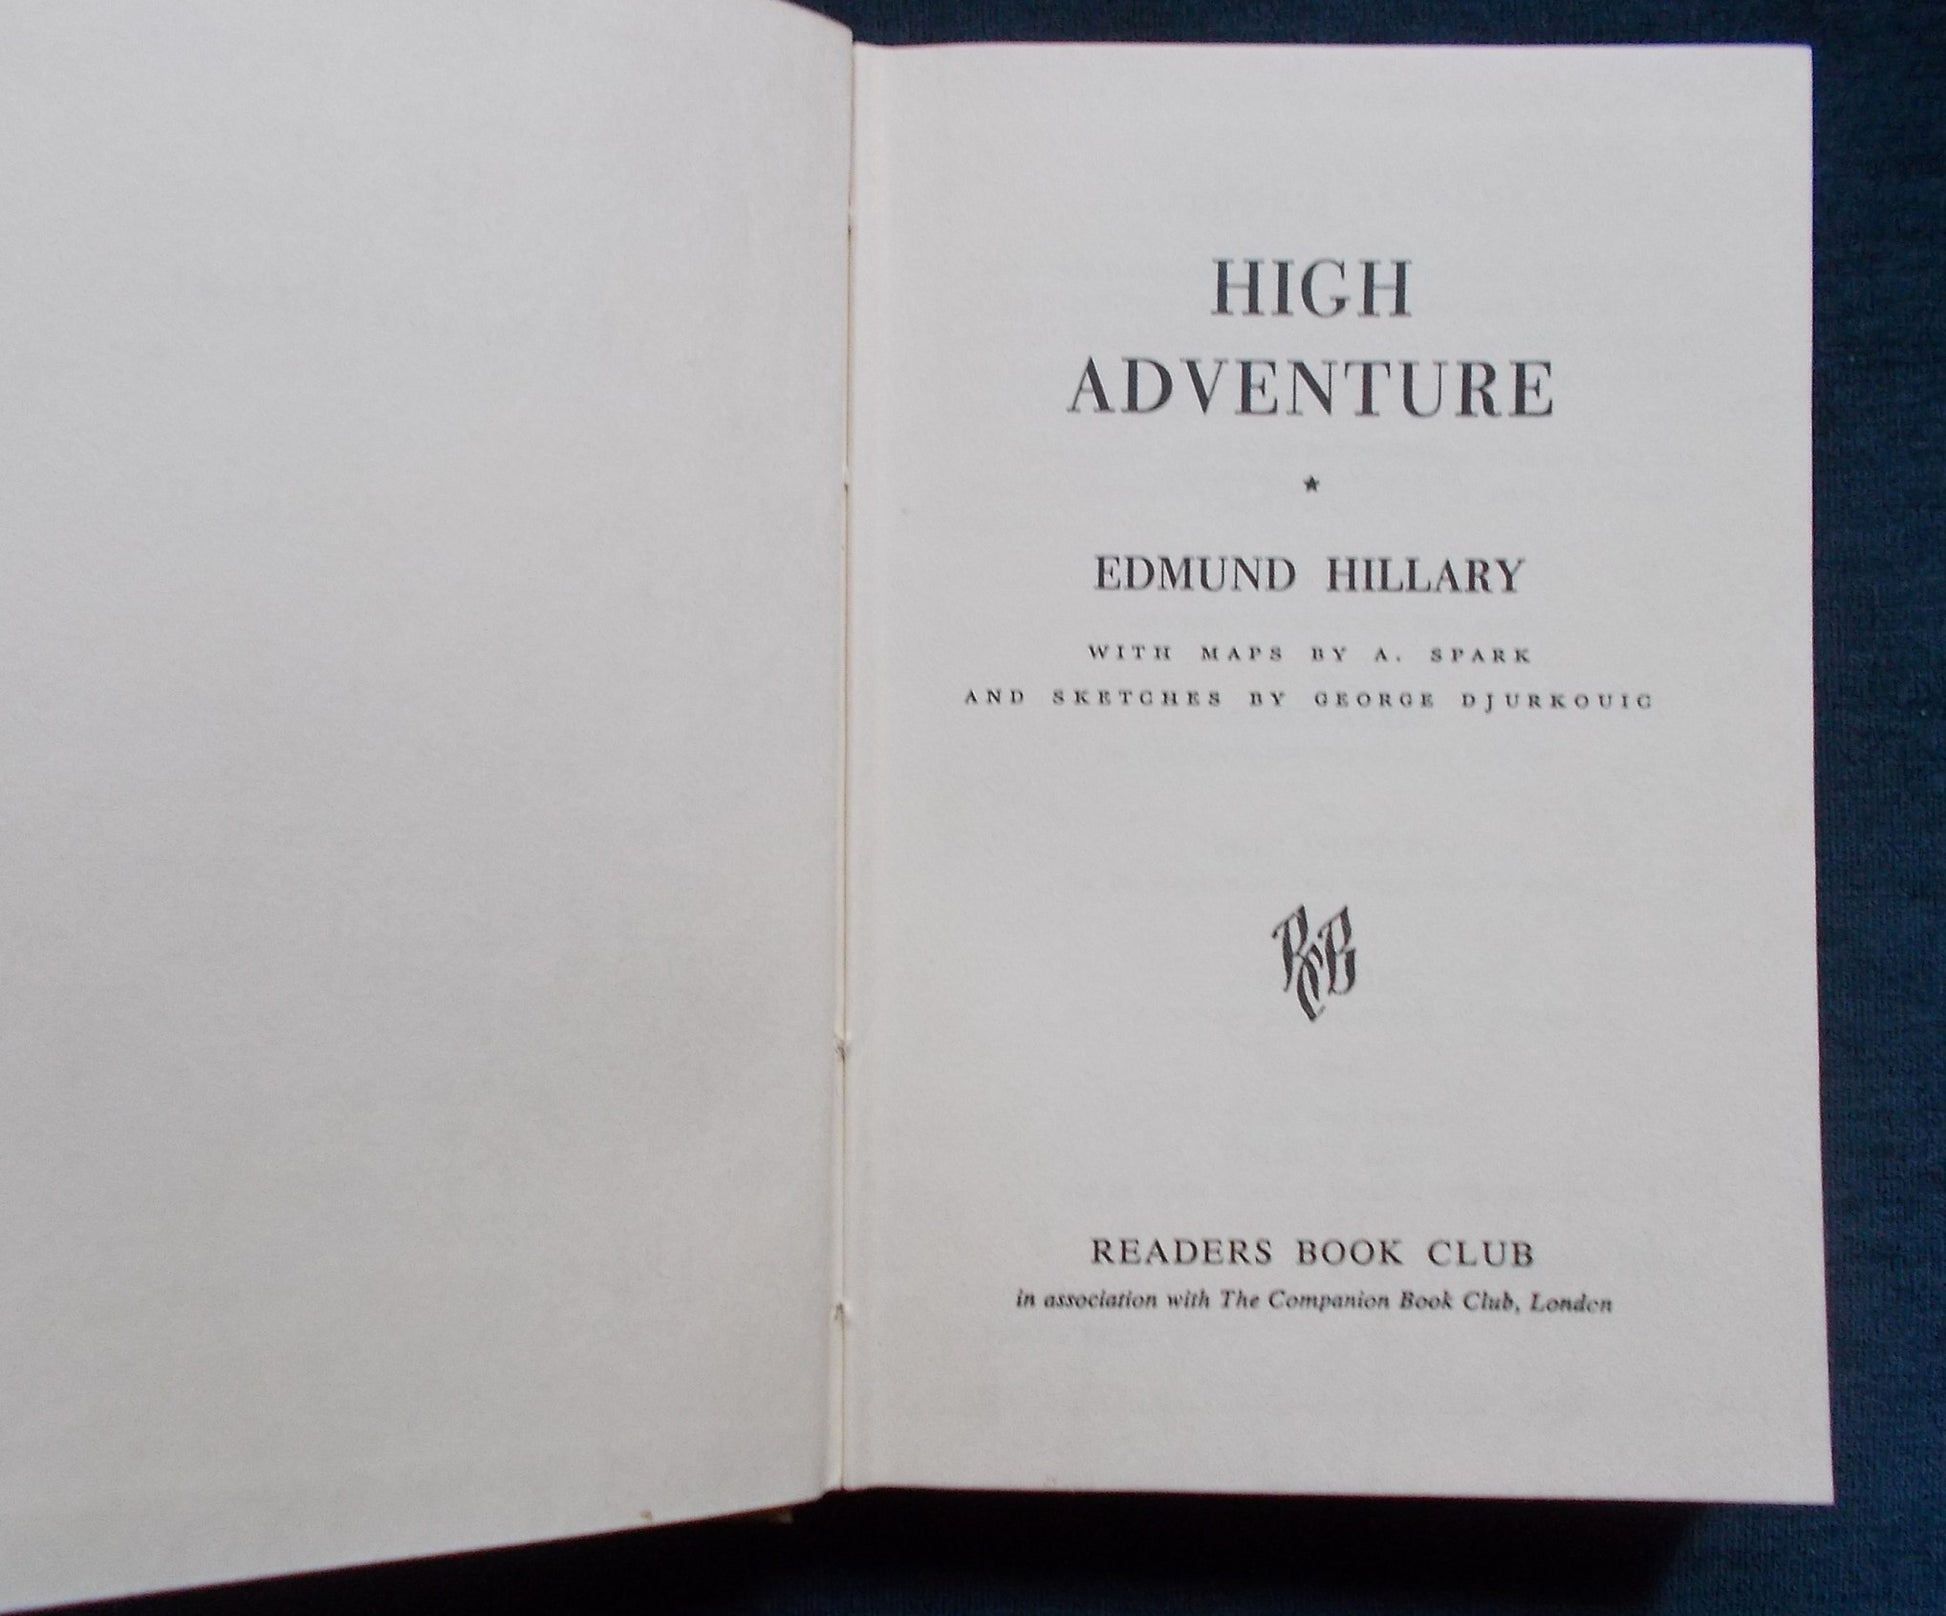 HIGH
ADVENTURE
★
EDMUND HILLARY
WITH MAPS BY A. SPARK
AND SKETCHES BY GEORGE DJURKOUIC
RBC
READERS BOOK CLUB
in association with The Companion Book Club, London